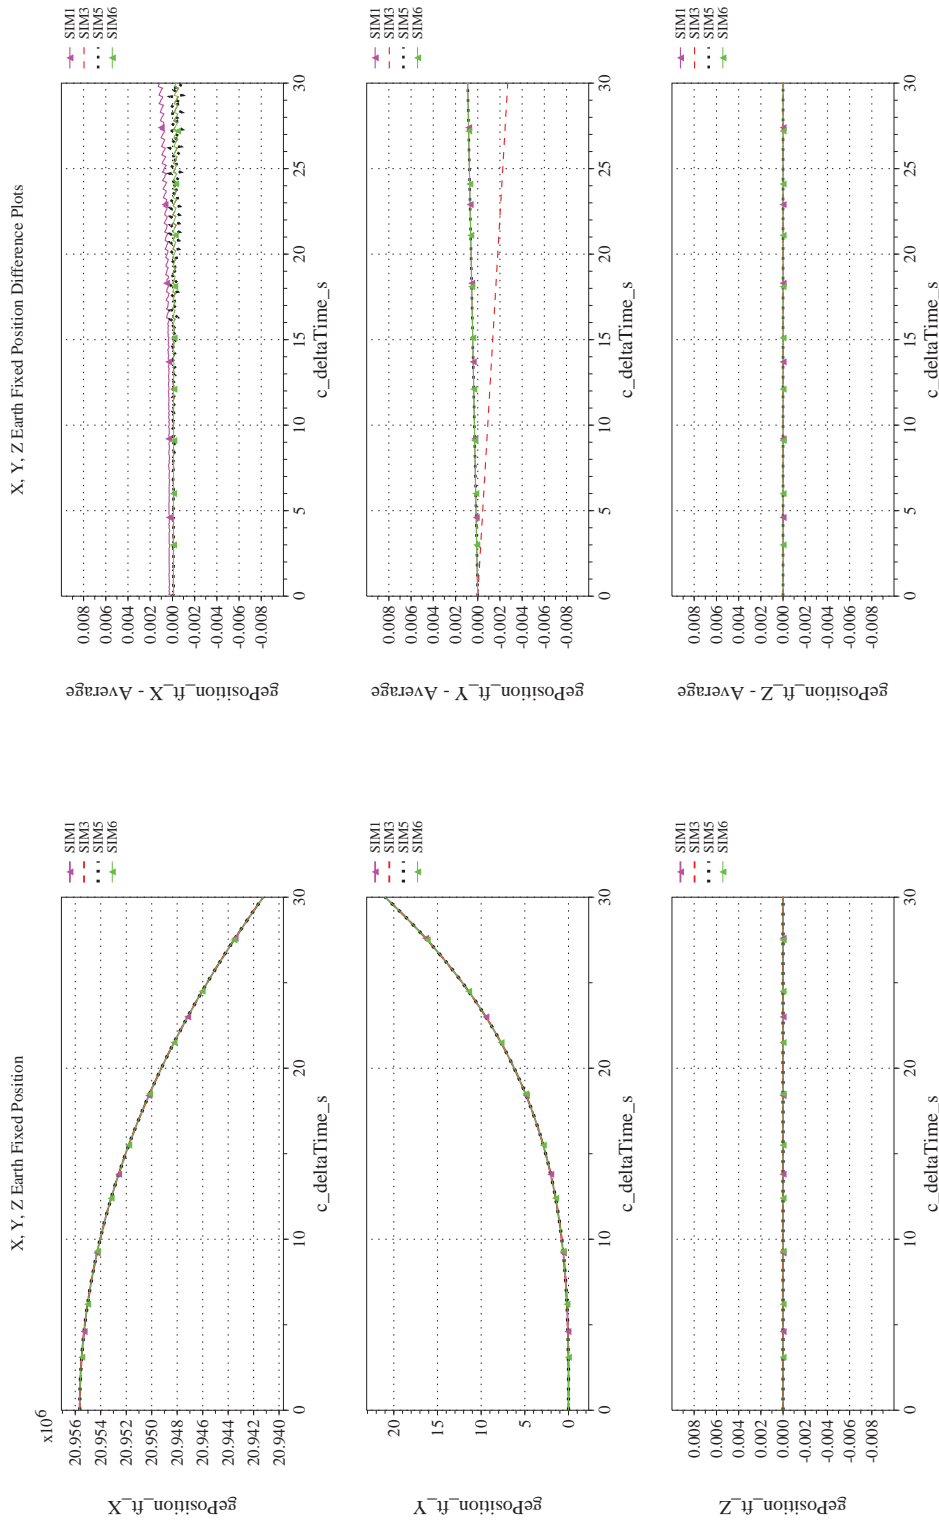 X, Y, Z Earth Fixed Position
x10^6
gePosition_ft_X
20.956
20.954
20.952
20.950
20.948
20.946
20.944
20.942
20.940
0 10 20 30
c_deltaTime_s
SIM1
SIM3
SIM5
SIM6
gePosition_ft_Y
20
15
10
5
0
0 10 20 30
c_deltaTime_s
SIM1
SIM3
SIM5
SIM6
gePosition_ft_Z
0.008
0.006
0.004
0.002
0.000
-0.002
-0.004
-0.006
-0.008
0 10 20 30
c_deltaTime_s
SIM1
SIM3
SIM5
SIM6
X, Y, Z Earth Fixed Position Difference Plots
gePosition_ft_X - Average
0.008
0.006
0.004
0.002
0.000
-0.002
-0.004
-0.006
-0.008
0 5 10 15 20 25 30
c_deltaTime_s
SIM1
SIM3
SIM5
SIM6
gePosition_ft_Y - Average
0.008
0.006
0.004
0.002
0.000
-0.002
-0.004
-0.006
-0.008
0 5 10 15 20 25 30
c_deltaTime_s
SIM1
SIM3
SIM5
SIM6
gePosition_ft_Z - Average
0.008
0.006
0.004
0.002
0.000
-0.002
-0.004
-0.006
-0.008
0 5 10 15 20 25 30
c_deltaTime_s
SIM1
SIM3
SIM5
SIM6